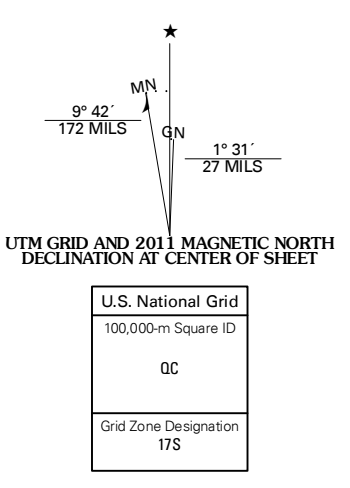 ★
MN
9° 42´
172 MILS
GN
1° 31´
27 MILS
UTM GRID AND 2011 MAGNETIC NORTH
DECLINATION AT CENTER OF SHEET
U.S. National Grid
100,000-m Square ID
QC
Grid Zone Designation
17S